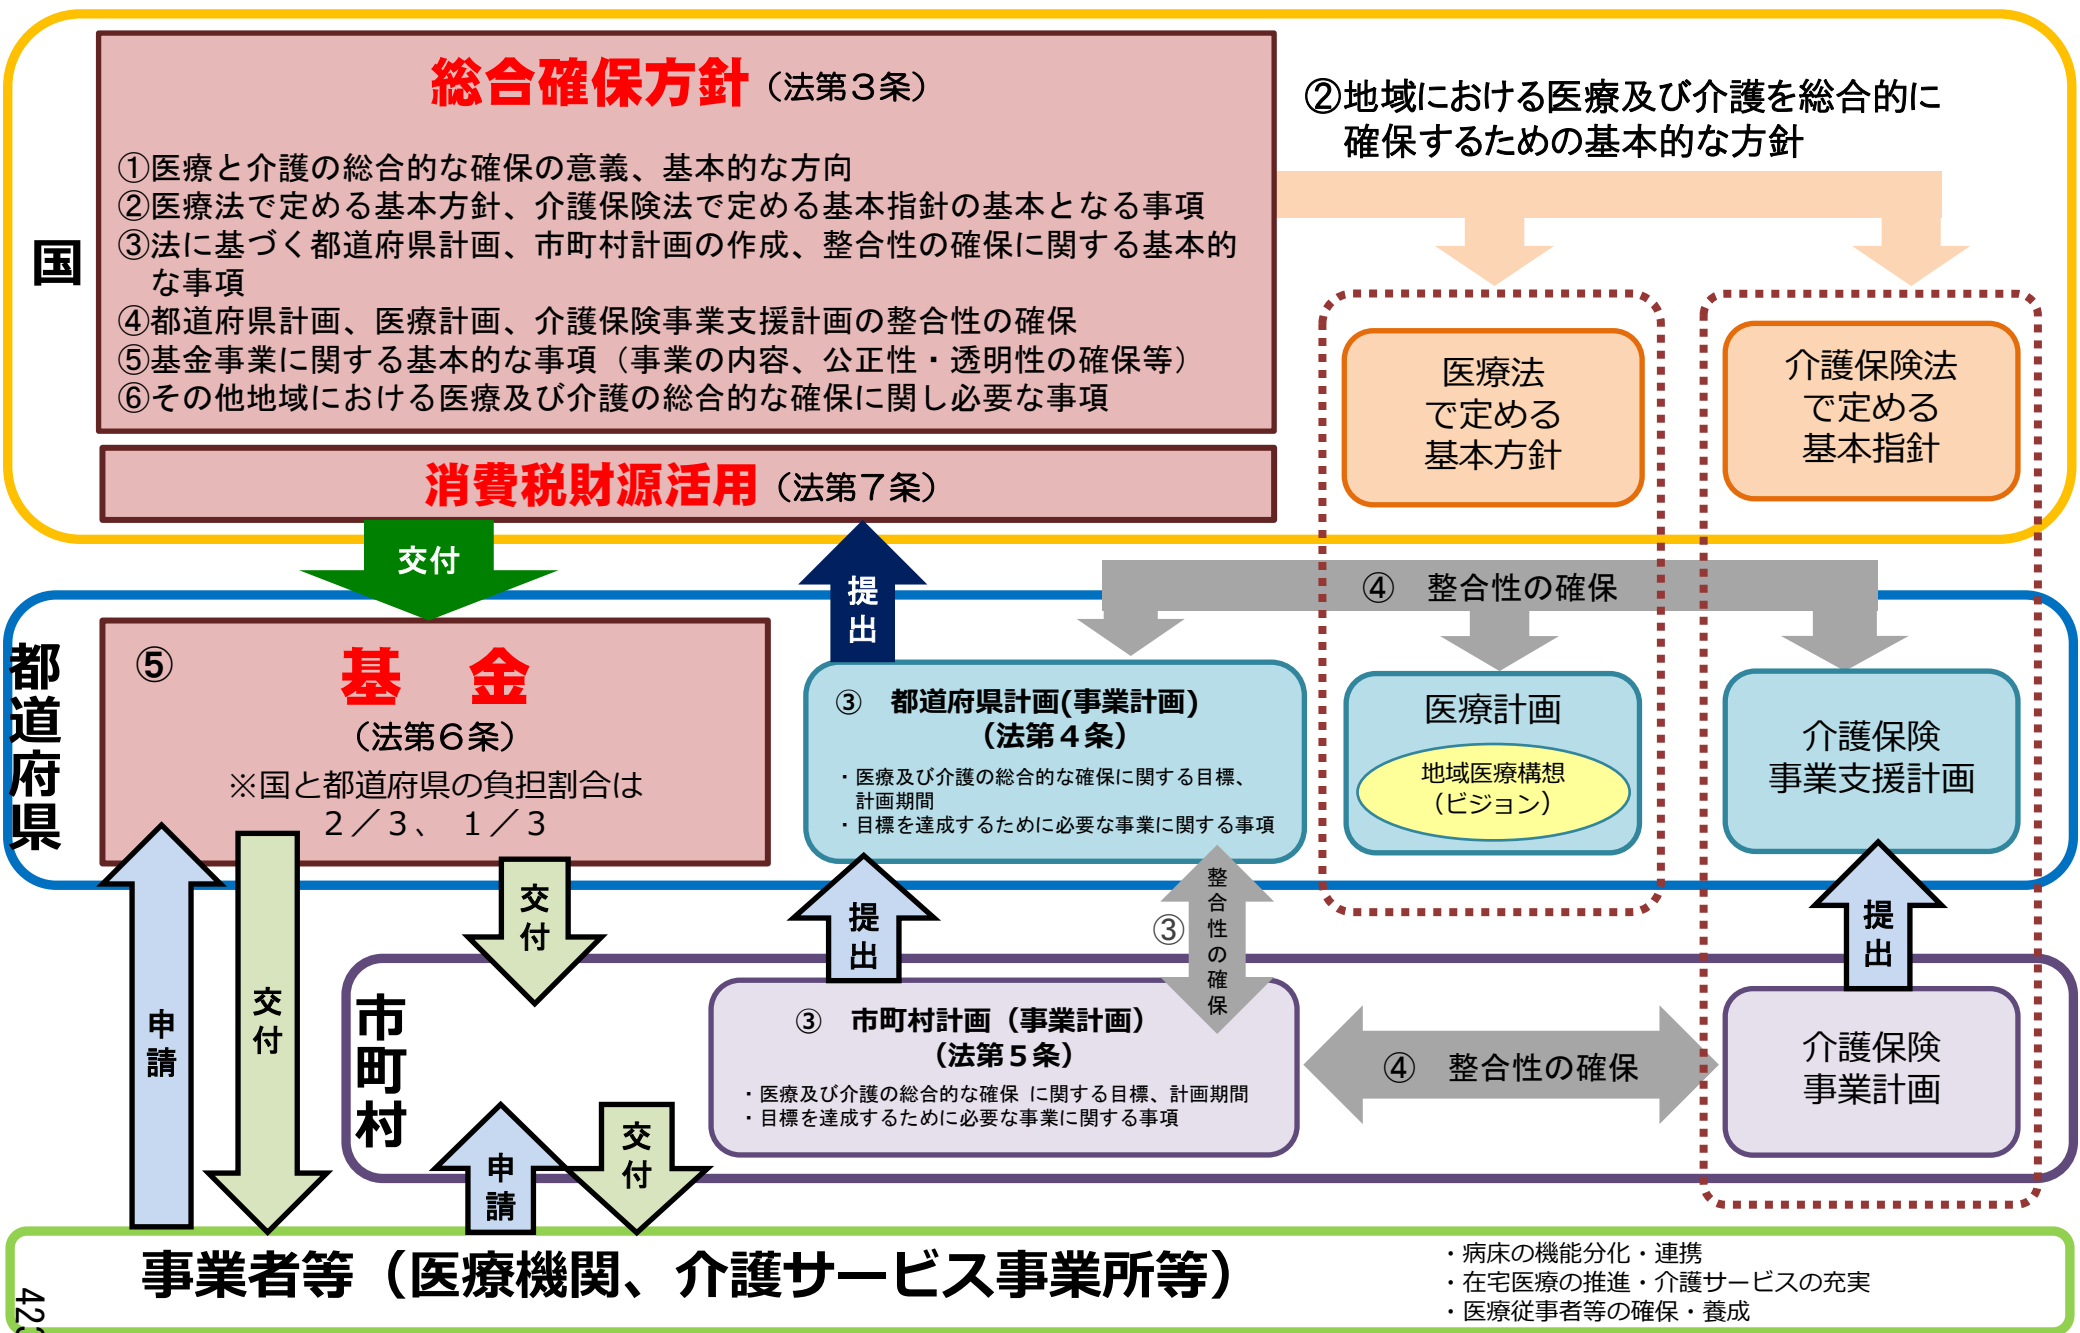 国
総合確保方針（法第３条）
①医療と介護の総合的な確保の意義、基本的な方向
②医療法で定める基本方針、介護保険法で定める基本指針の基本となる事項
③法に基づく都道府県計画、市町村計画の作成、整合性の確保に関する基本的
な事項
④都道府県計画、医療計画、介護保険事業支援計画の整合性の確保
⑤基金事業に関する基本的な事項（事業の内容、公正性・透明性の確保等）
⑥その他地域における医療及び介護の総合的な確保に関し必要な事項
消費税財源活用（法第７条）
②地域における医療及び介護を総合的に
確保するための基本的な方針
医療法
で定める
基本方針
介護保険法
で定める
基本指針
交付
提出
④　整合性の確保
都道府県
⑤
基　金
（法第６条）
※国と都道府県の負担割合は
２／３、１／３
③　都道府県計画(事業計画)
（法第４条）
・医療及び介護の総合的な確保に関する目標、
計画期間
・目標を達成するために必要な事業に関する事項
医療計画
地域医療構想
（ビジョン）
介護保険
事業支援計画
申請
交付
交付
提出
③
整合性の確保
提出
市町村
③　市町村計画（事業計画）
（法第５条）
・医療及び介護の総合的な確保 に関する目標、計画期間
・目標を達成するために必要な事業に関する事項
④　整合性の確保
介護保険
事業計画
申請
交付
事業者等（医療機関、介護サービス事業所等）
・病床の機能分化・連携
・在宅医療の推進・介護サービスの充実
・医療従事者等の確保・養成
423